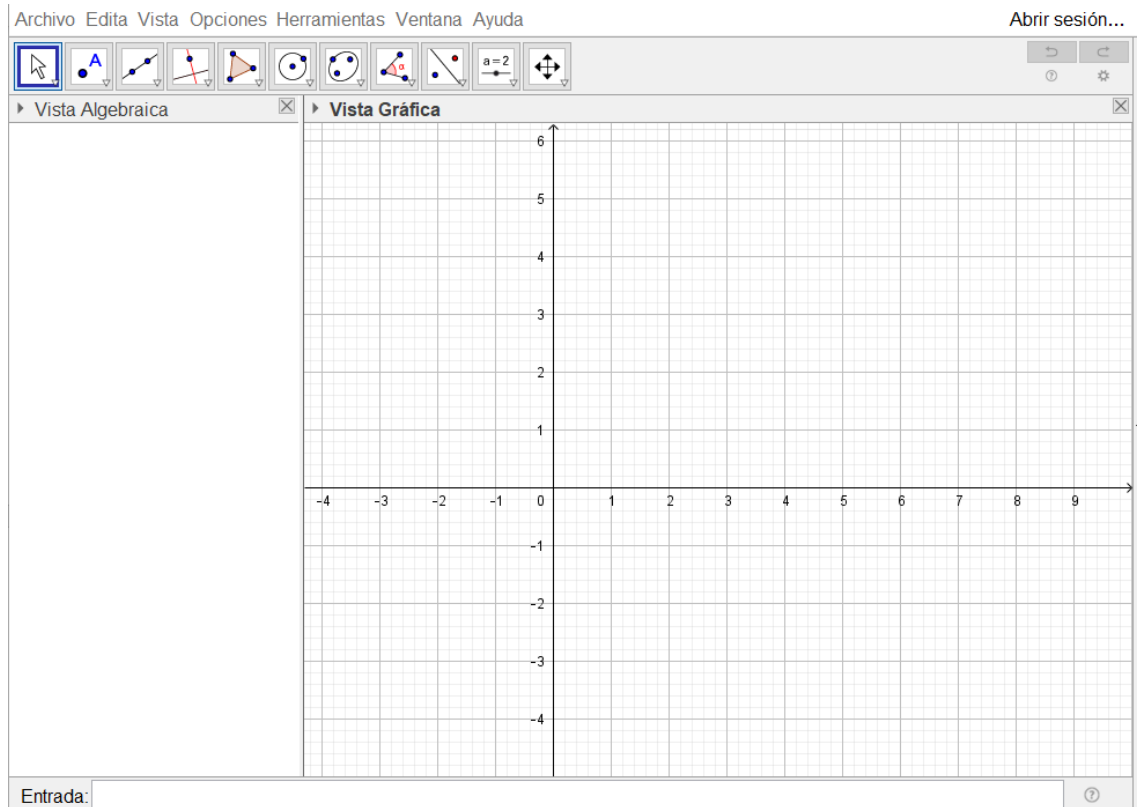 Archivo Edita Vista Opciones Herramientas Ventana Ayuda Abrir sesión...
A α a=2
Vista Algebraica Vista Gráfica
6
5
4
3
2
1
-4 -3 -2 -1 0 1 2 3 4 5 6 7 8 9
-1
-2
-3
-4
Entrada: ?